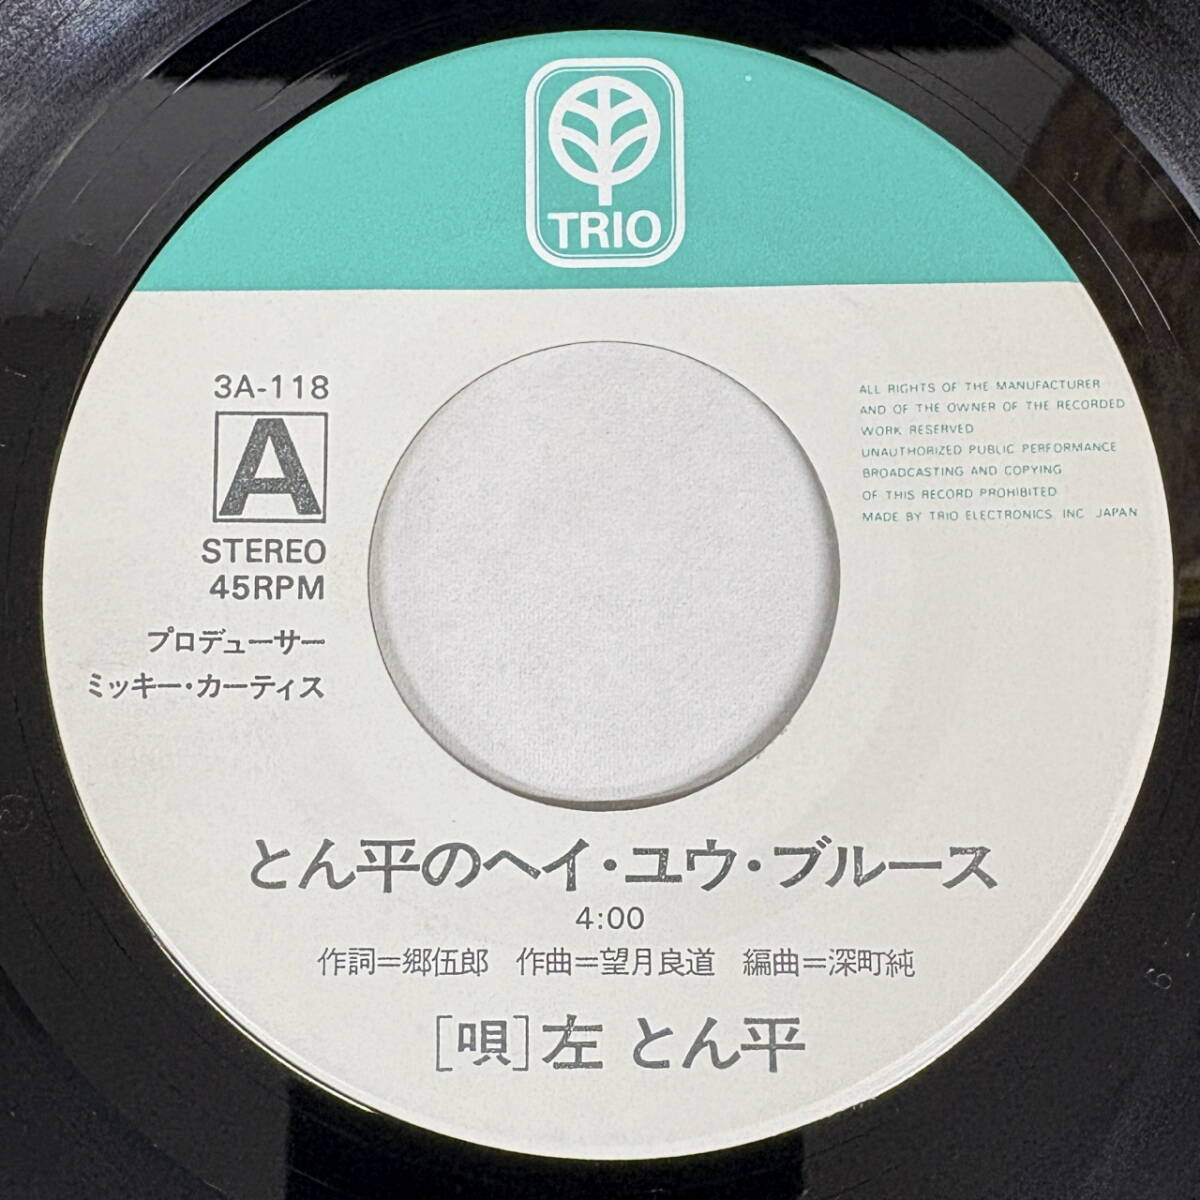 TRIO
3A-118
A
STEREO
45RPM
プロデューサー
ミッキー・カーティス
ALL RIGHTS OF THE MANUFACTURER
AND OF THE OWNER OF THE RECORDED
WORK RESERVED
UNAUTHORIZED PUBLIC PERFORMANCE
BROADCASTING AND COPYING
OF THIS RECORD PROHIBITED
MADE BY TRIO ELECTRONICS INC JAPAN
とん平のヘイ・ユウ・ブルース
4:00
作詞=郷伍郎 作曲=望月良道 編曲=深町純
[唄]左 とん平